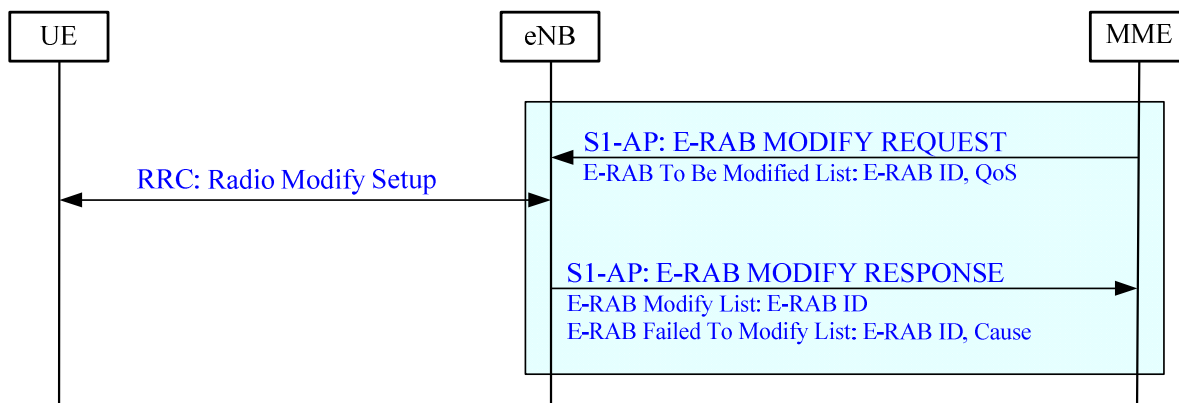 UE
eNB
MME
S1-AP: E-RAB MODIFY REQUEST
E-RAB To Be Modified List: E-RAB ID, QoS
RRC: Radio Modify Setup
S1-AP: E-RAB MODIFY RESPONSE
E-RAB Modify List: E-RAB ID
E-RAB Failed To Modify List: E-RAB ID, Cause